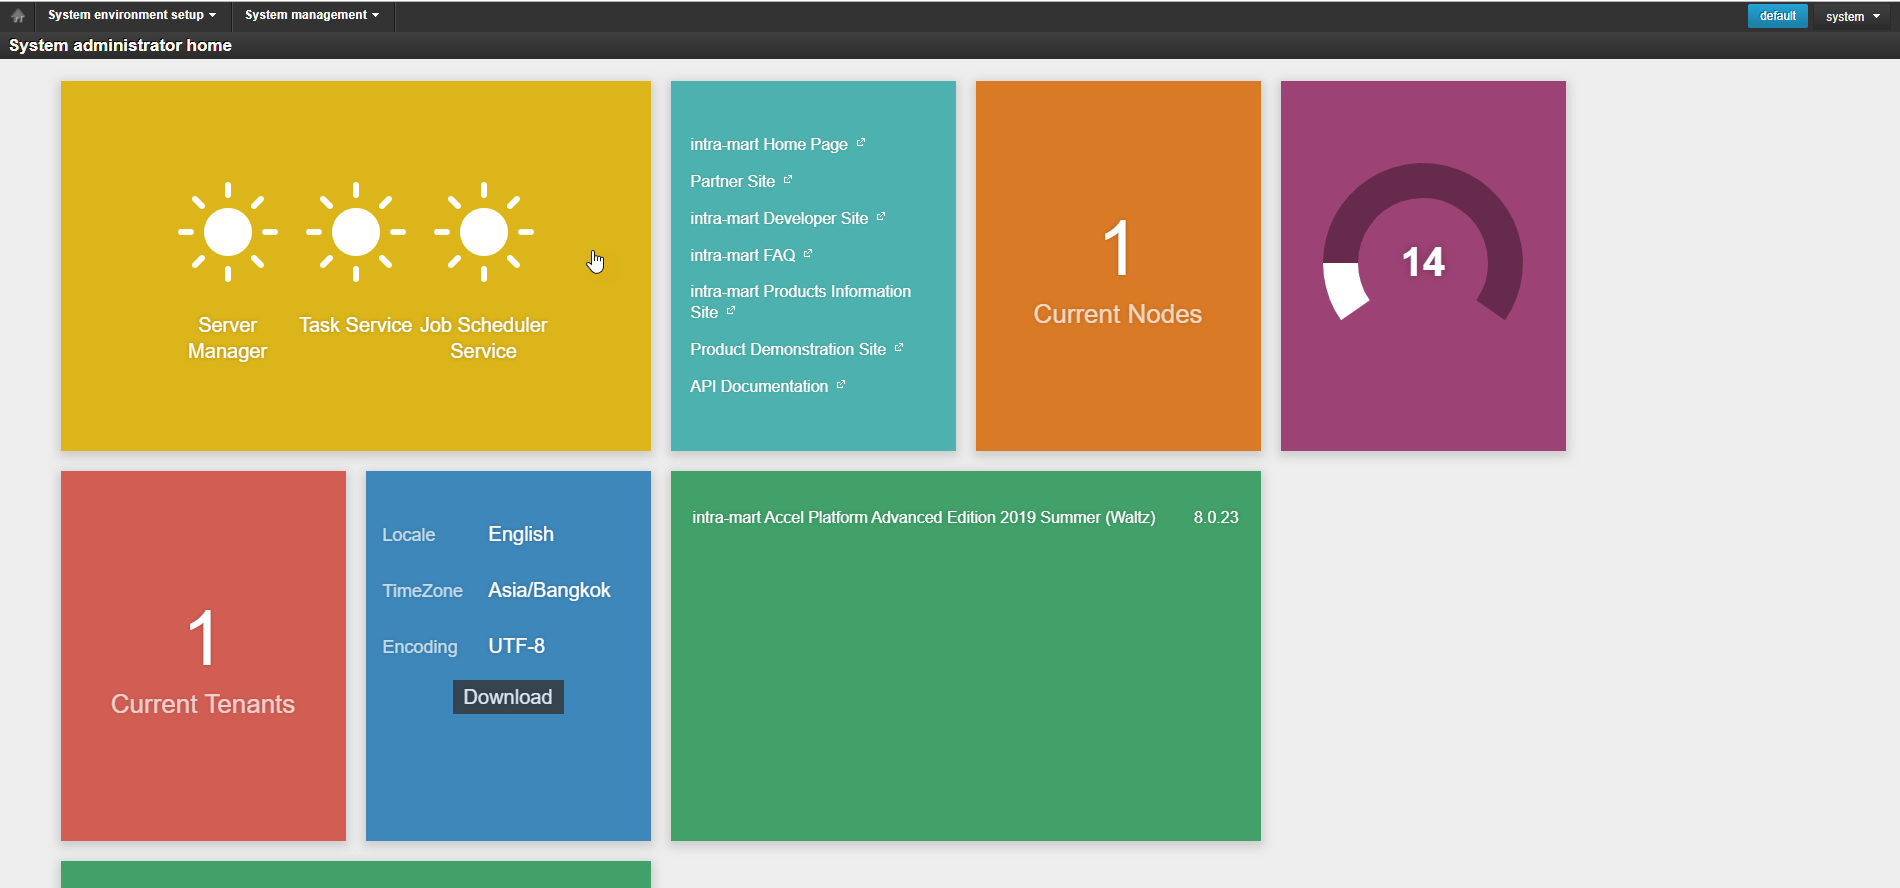 System environment setup
System management
default
system
System administrator home
Server
Manager
Task Service
Job Scheduler
Service
intra-mart Home Page
Partner Site
intra-mart Developer Site
intra-mart FAQ
intra-mart Products Information
Site
Product Demonstration Site
API Documentation
1
Current Nodes
14
1
Current Tenants
Locale English
TimeZone Asia/Bangkok
Encoding UTF-8
Download
intra-mart Accel Platform Advanced Edition 2019 Summer (Waltz) 8.0.23